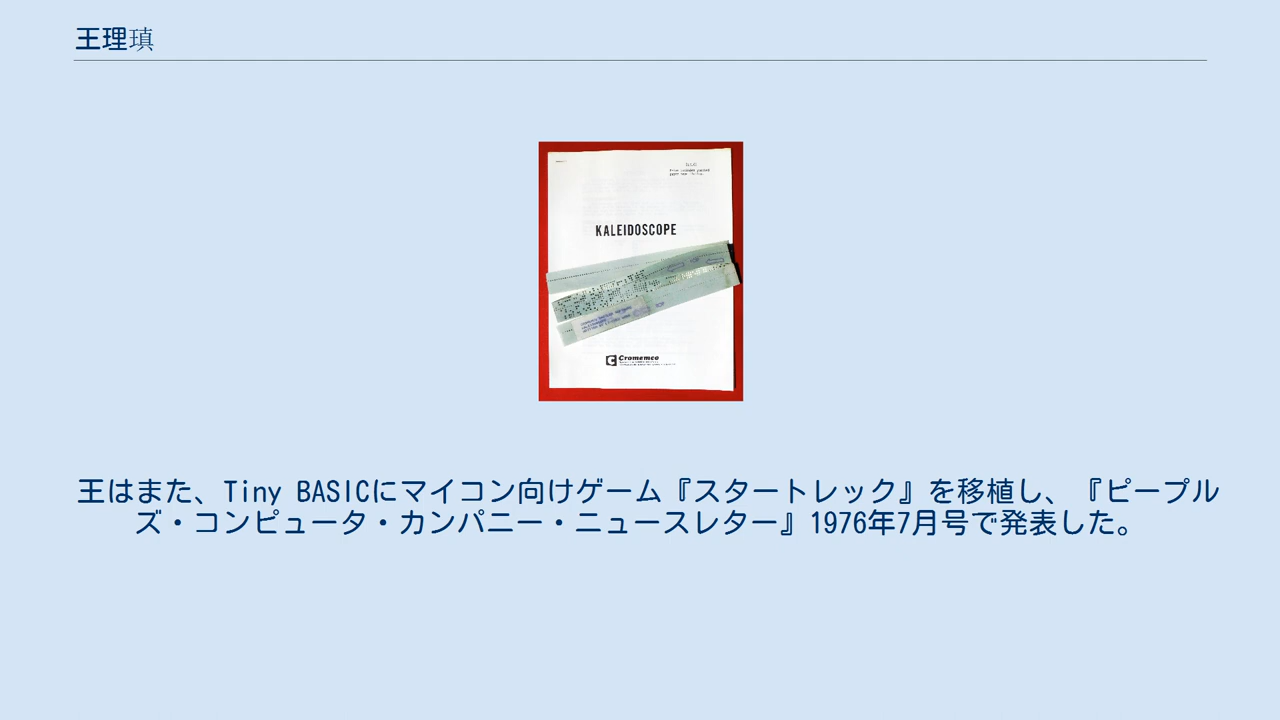 王理瑱
KALEIDOSCOPE
Cromemco
王はまた、Tiny BASICにマイコン向けゲーム『スタートレック』を移植し、『ピープル
ズ・コンピュータ・カンパニー・ニュースレター』1976年7月号で発表した。